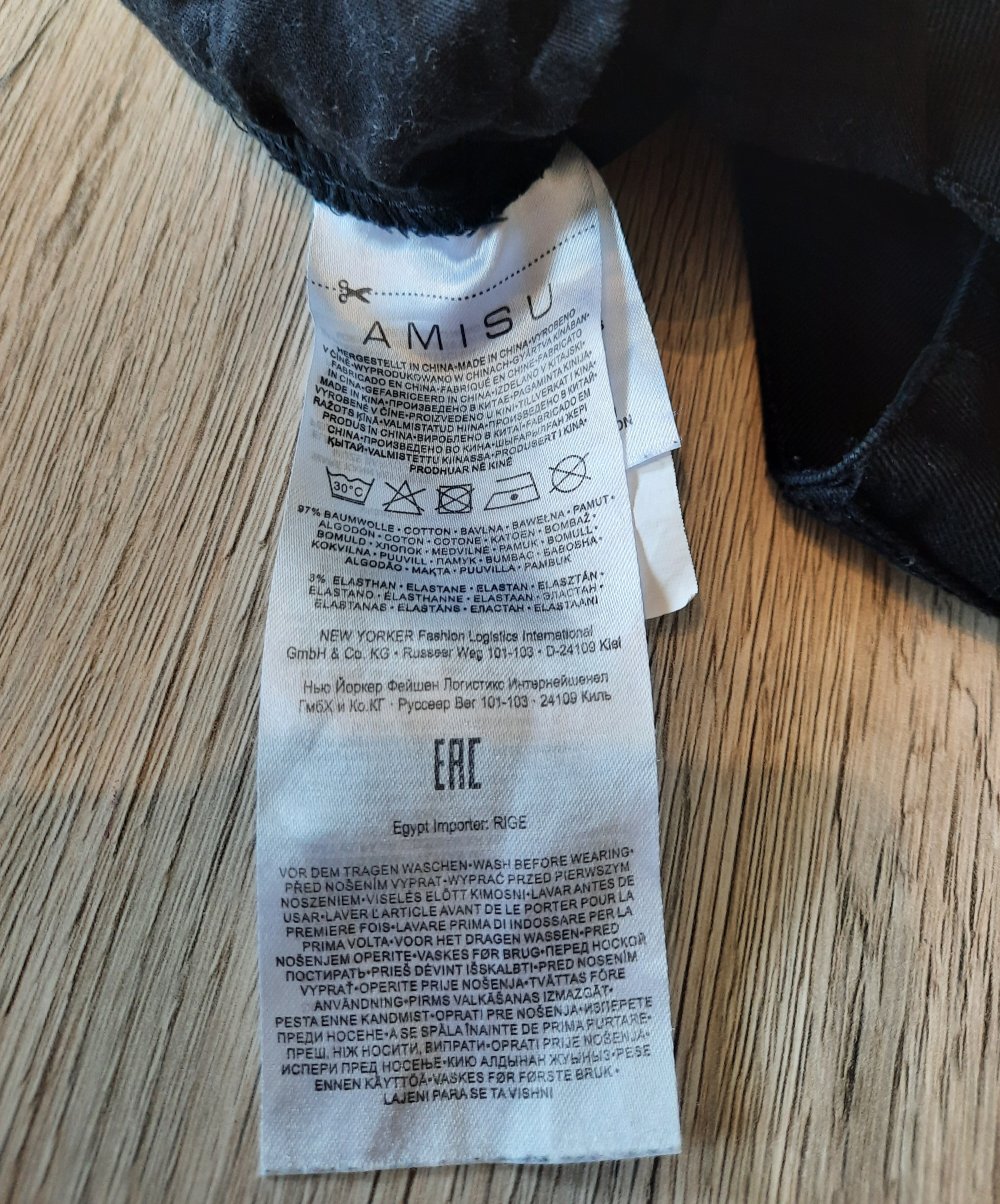 AMISU
HERGESTELLT IN CHINA•MADE IN CHINA•VYROBENO
V ČÍNĚ•WYPRODUKOWANO W CHINACH•GYÁRTVA KÍNÁBAN•
FABRICADO EN CHINA•FABRIQUÉ EN CHINE•FABBRICATO
IN CINA•GEFABRICEERD IN CHINA•IZDELANO V KITAJSKI•
MADE IN KINA•ПРОИЗВЕДЕНО В КИТАЕ•PAGAMINTA KINIJA•
VYROBENÉ V ČÍNE•PROIZVEDENO U KINI•TILLVERKAT I KINA•
RAŽOTS ĶĪNĀ•VALMISTATUD HIINA•ПРОИЗВЕДЕНО В КИТАЙ•
PRODUS IN CHINA•ВИРОБЛЕНО В КИТАЇ•FABRICADO EM
CHINA•ПРОИЗВЕДЕНО ВО КИНА•ШЫҒАРЫЛҒАН ЖЕРІ
ҚЫТАЙ•VALMISTETTU KIINASSA•PRODUSERT I KINA•
PRODHUAR NË KINË
30°C
97% BAUMWOLLE • COTTON • BAVLNA • BAWEŁNA • PAMUT •
ALGODÓN • COTON • COTONE • KATOEN • BOMBAŽ •
BOMULD • ХЛОПОК • MEDVILNĖ • PAMUK • BOMULL •
KOKVILNA • PUUVILL • ПАМУК • BUMBAC • БАВОВНА •
ALGODÃO • МАҚТА • PUUVILLA • PAMBUK
3% ELASTHAN • ELASTANE • ELASTAN • ELASZTÁN •
ELASTANO • ÉLASTHANNE • ELASTAAN • ЭЛАСТАН •
ELASTANAS • ELASTĀNS • ЕЛАСТАН • ELASTAANI
NEW YORKER Fashion Logistics International
GmbH & Co. KG • Russeer Weg 101-103 • D-24109 Kiel
Нью Йоркер Фейшен Логистикс Интернейшенел
ГмбХ и Ко.КГ • Руссеер Вег 101-103 • 24109 Киль
EAC
Egypt Importer: RIGE
VOR DEM TRAGEN WASCHEN•WASH BEFORE WEARING•
PŘED NOŠENÍM VYPRAT•WYPRAĆ PRZED PIERWSZYM
NOSZENIEM•VISELÉS ELŐTT KIMOSNI•LAVAR ANTES DE
USAR•LAVER L'ARTICLE AVANT DE LE PORTER POUR LA
PREMIERE FOIS•LAVARE PRIMA DI INDOSSARE PER LA
PRIMA VOLTA•VOOR HET DRAGEN WASSEN•PRED
NOŠENJEM OPERITE•VASKES FØR BRUG•ПЕРЕД НОСКОЙ
ПОСТИРАТЬ•PRIEŠ DĖVINT IŠSKALBTI•PRED NOSENÍM
VYPRAŤ•OPERITE PRIJE NOŠENJA•TVÄTTAS FÖRE
ANVÄNDNING•PIRMS VALKĀŠANAS IZMAZGĀT•
PESTA ENNE KANDMIST•OPRATI PRE NOŠENJA•ИЗПЕРЕТЕ
ПРЕДИ НОСЕНЕ•A SE SPĂLA ÎNAINTE DE PRIMA PURTARE•
ПРЕШ, НІЖ НОСИТИ, ВИПРАТИ•OPRATI PRIJE NOŠENJA•
ИСПЕРИ ПРЕД НОСЕЊЕ•КИЮ АЛДЫНАН ЖУЫҢЫЗ•PESE
ENNEN KÄYTTÖÄ•VASKES FØR FØRSTE BRUK•
LAJENI PARA SE TA VISHNI